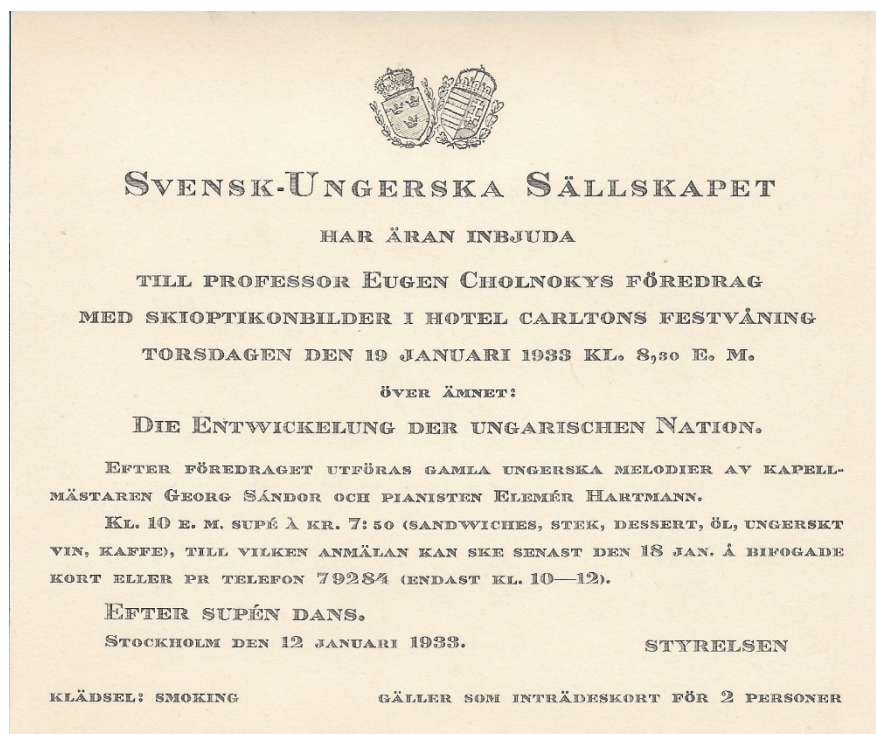 SVENSK-UNGERSKA SÄLLSKAPET
HAR ÄRAN INBJUDA
TILL PROFESSOR EUGEN CHOLNOKYS FÖREDRAG
MED SKIOPTIKONBILDER I HOTEL CARLTONS FESTVÅNING
TORSDAGEN DEN 19 JANUARI 1933 KL. 8,30 E. M.
ÖVER ÄMNET:
DIE ENTWICKELUNG DER UNGARISCHEN NATION.
EFTER FÖREDRAGET UTFÖRAS GAMLA UNGERSKA MELODIER AV KAPELL-
MÄSTAREN GEORG SÁNDOR OCH PIANISTEN ELEMÉR HARTMANN.
KL. 10 E. M. SUPÉ À KR. 7:50 (SANDWICHES, STEK, DESSERT, ÖL, UNGERSKT
VIN, KAFFE), TILL VILKEN ANMÄLAN KAN SKE SENAST DEN 18 JAN. Å BIFOGADE
KORT ELLER PR TELEFON 79284 (ENDAST KL. 10—12).
EFTER SUPÉN DANS.
STOCKHOLM DEN 12 JANUARI 1933.
STYRELSEN
KLÄDSEL: SMOKING
GÄLLER SOM INTRÄDESKORT FÖR 2 PERSONER